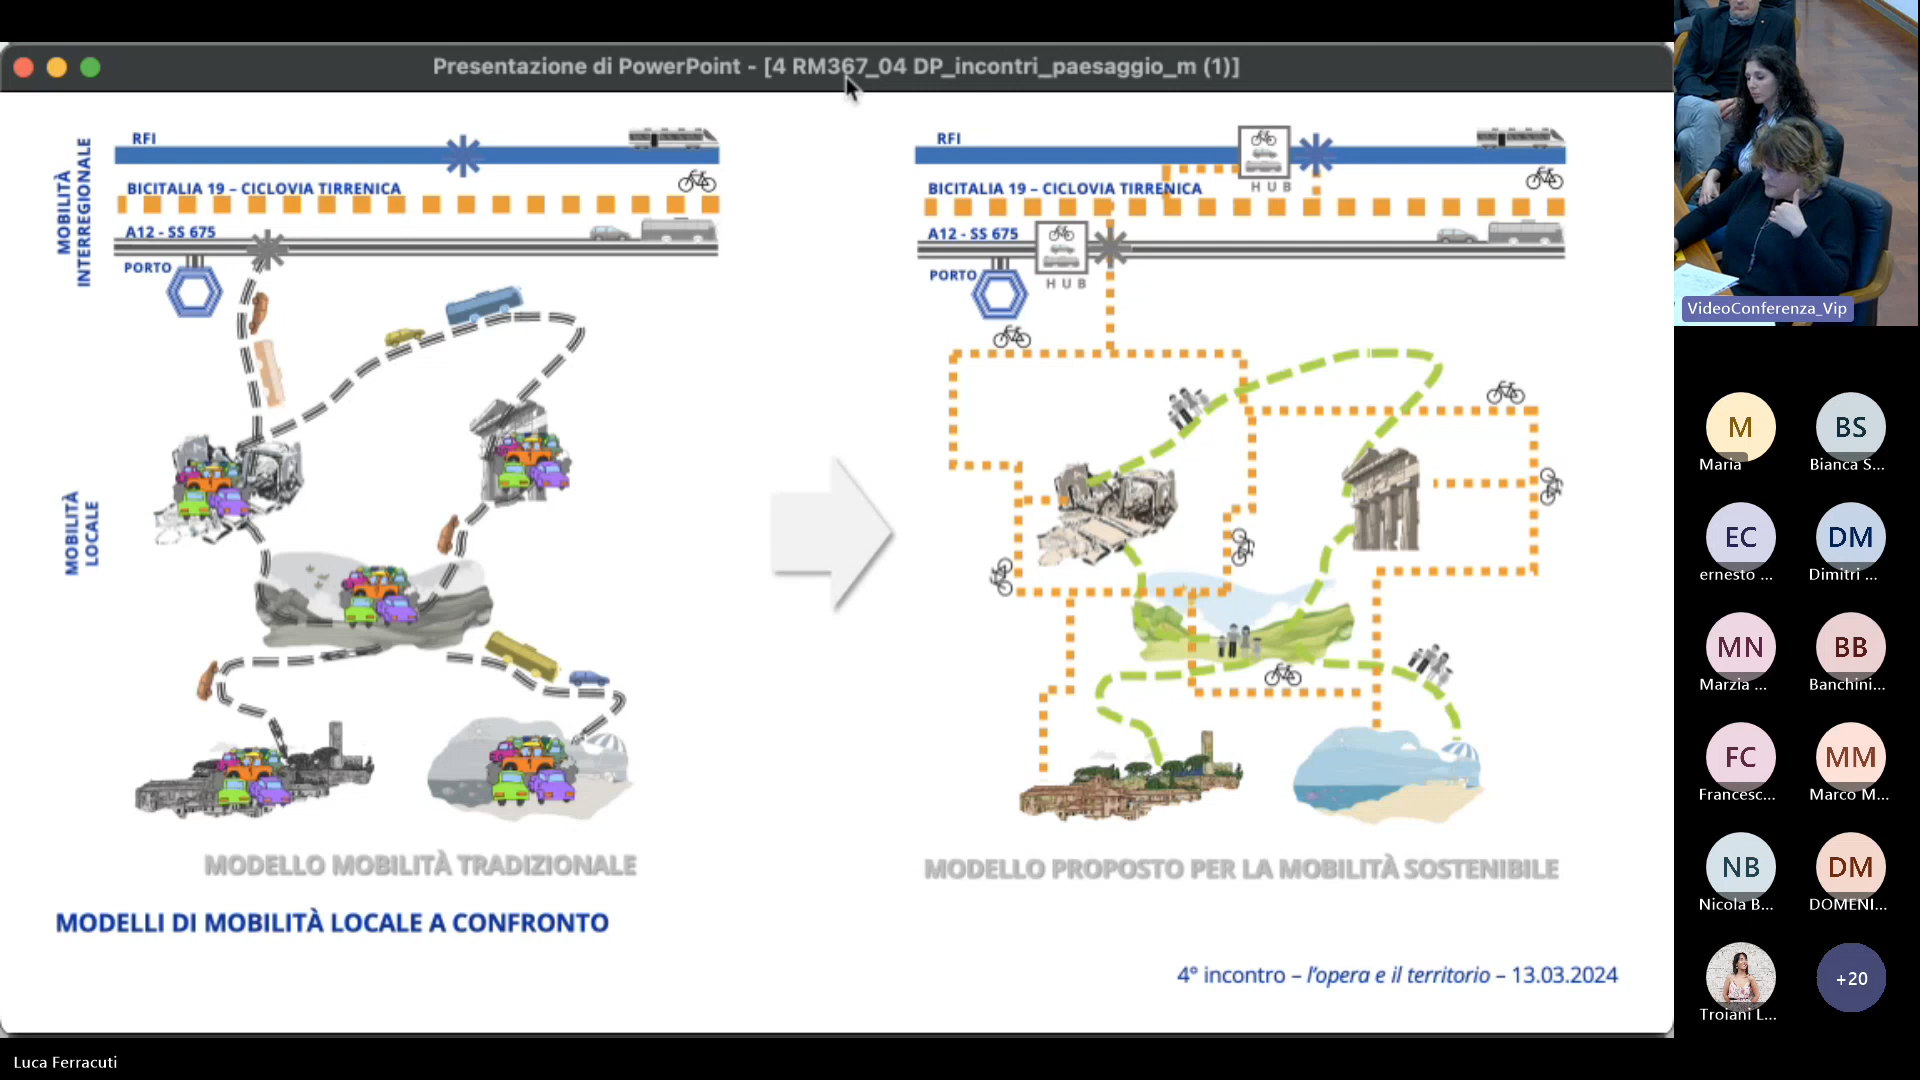 Presentazione di PowerPoint - [4 RM367_04 DP_incontri_paesaggio_m (1)]
MOBILITÀ
INTERREGIONALE
RFI
BICITALIA 19 – CICLOVIA TIRRENICA
A12 - SS 675
PORTO
MOBILITÀ
LOCALE
MODELLO MOBILITÀ TRADIZIONALE
RFI
HUB
BICITALIA 19 – CICLOVIA TIRRENICA
A12 - SS 675
PORTO
HUB
MODELLO PROPOSTO PER LA MOBILITÀ SOSTENIBILE
MODELLI DI MOBILITÀ LOCALE A CONFRONTO
4° incontro – l'opera e il territorio – 13.03.2024
Luca Ferracuti
VideoConferenza_Vip
M
Maria
BS
Bianca S...
EC
ernesto ...
DM
Dimitri ...
MN
Marzia ...
BB
Banchini...
FC
Francesc...
MM
Marco M...
NB
Nicola B...
DM
DOMENI...
Troiani L...
+20